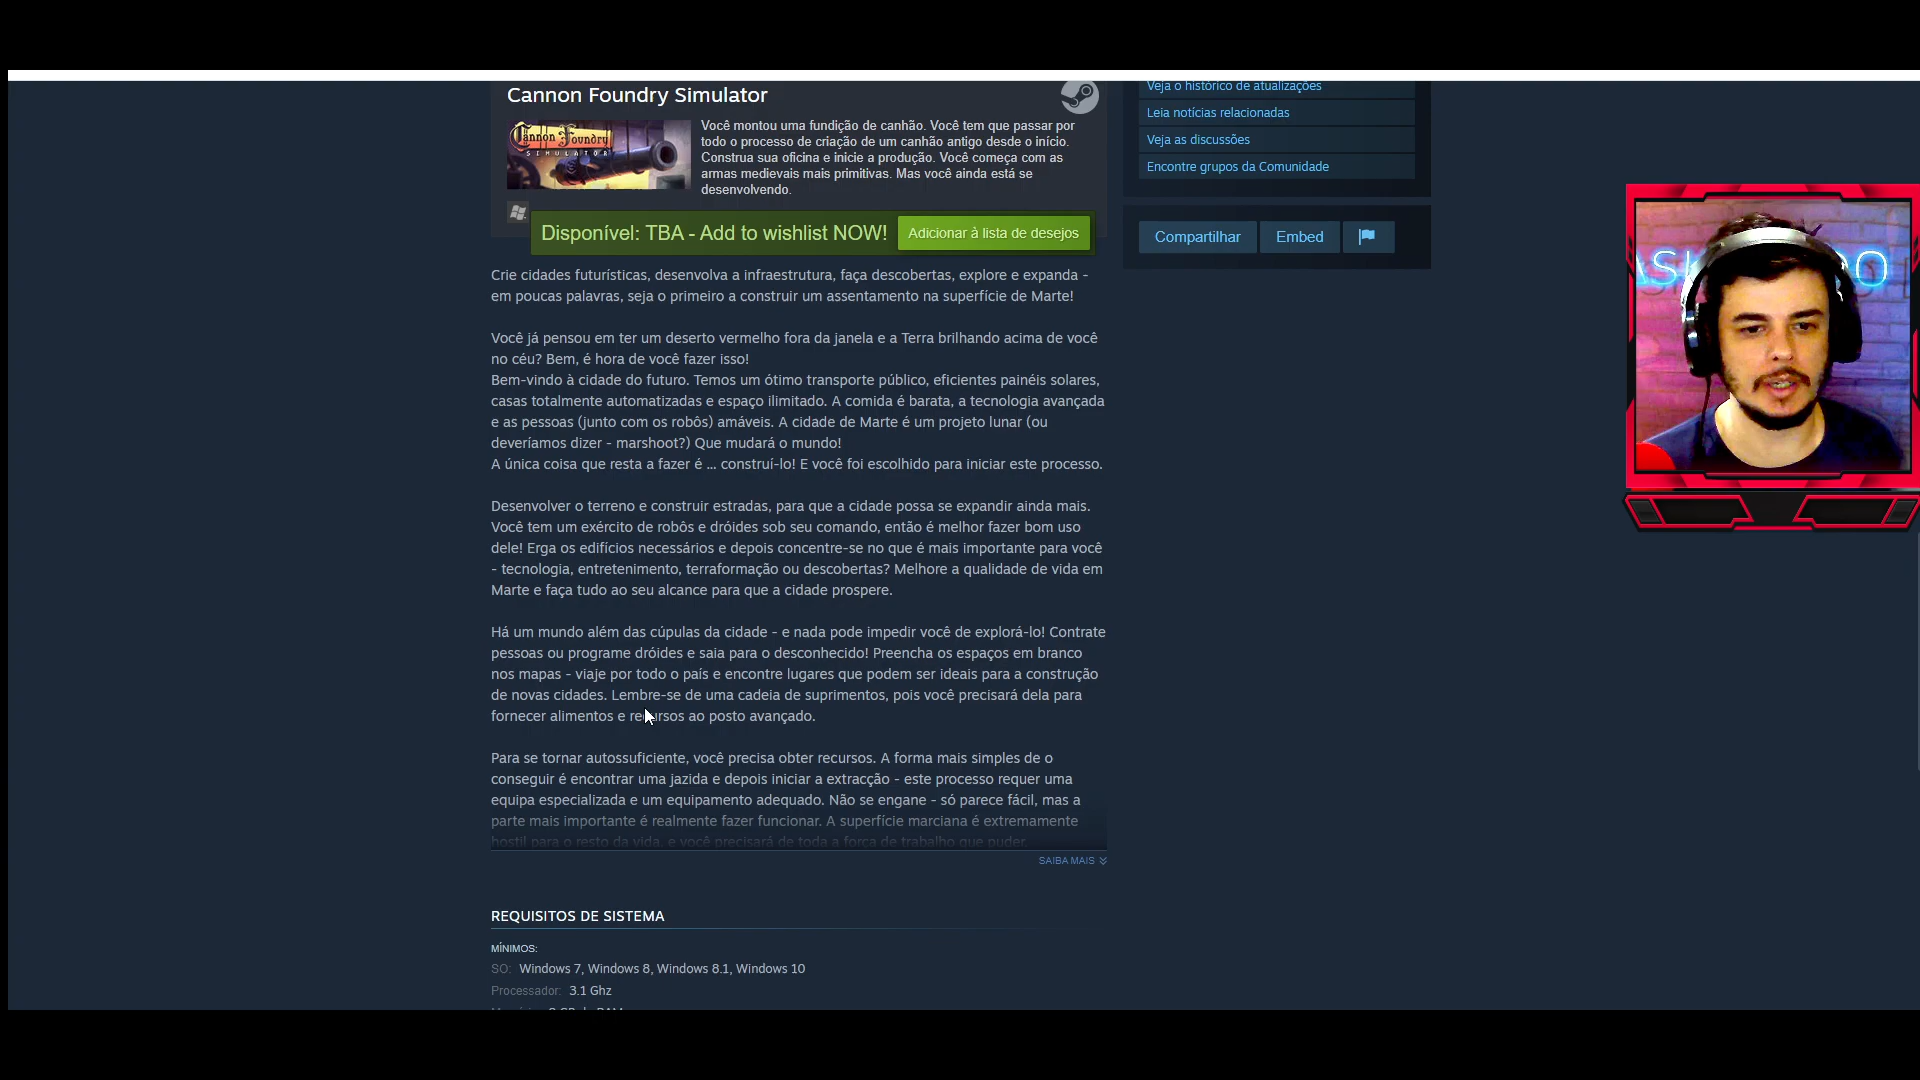 Cannon Foundry Simulator
Cannon Foundry
SIMULATOR
Você montou uma fundição de canhão. Você tem que passar por
todo o processo de criação de um canhão antigo desde o início.
Construa sua oficina e inicie a produção. Você começa com as
armas medievais mais primitivas. Mas você ainda está se
desenvolvendo.
Disponível: TBA - Add to wishlist NOW!
Adicionar à lista de desejos
Crie cidades futurísticas, desenvolva a infraestrutura, faça descobertas, explore e expanda -
em poucas palavras, seja o primeiro a construir um assentamento na superfície de Marte!
Você já pensou em ter um deserto vermelho fora da janela e a Terra brilhando acima de você
no céu? Bem, é hora de você fazer isso!
Bem-vindo à cidade do futuro. Temos um ótimo transporte público, eficientes painéis solares,
casas totalmente automatizadas e espaço ilimitado. A comida é barata, a tecnologia avançada
e as pessoas (junto com os robôs) amáveis. A cidade de Marte é um projeto lunar (ou
deveríamos dizer - marshoot?) Que mudará o mundo!
A única coisa que resta a fazer é ... construí-lo! E você foi escolhido para iniciar este processo.
Desenvolver o terreno e construir estradas, para que a cidade possa se expandir ainda mais.
Você tem um exército de robôs e dróides sob seu comando, então é melhor fazer bom uso
dele! Erga os edifícios necessários e depois concentre-se no que é mais importante para você
- tecnologia, entretenimento, terraformação ou descobertas? Melhore a qualidade de vida em
Marte e faça tudo ao seu alcance para que a cidade prospere.
Há um mundo além das cúpulas da cidade - e nada pode impedir você de explorá-lo! Contrate
pessoas ou programe dróides e saia para o desconhecido! Preencha os espaços em branco
nos mapas - viaje por todo o país e encontre lugares que podem ser ideais para a construção
de novas cidades. Lembre-se de uma cadeia de suprimentos, pois você precisará dela para
fornecer alimentos e recursos ao posto avançado.
Para se tornar autossuficiente, você precisa obter recursos. A forma mais simples de o
conseguir é encontrar uma jazida e depois iniciar a extracção - este processo requer uma
equipa especializada e um equipamento adequado. Não se engane - só parece fácil, mas a
parte mais importante é realmente fazer funcionar. A superfície marciana é extremamente
hostil para o resto da vida, e você precisará de toda a força de trabalho que puder.
SAIBA MAIS
REQUISITOS DE SISTEMA
MÍNIMOS:
SO: Windows 7, Windows 8, Windows 8.1, Windows 10
Processador: 3.1 Ghz
Veja o histórico de atualizações
Leia notícias relacionadas
Veja as discussões
Encontre grupos da Comunidade
Compartilhar
Embed